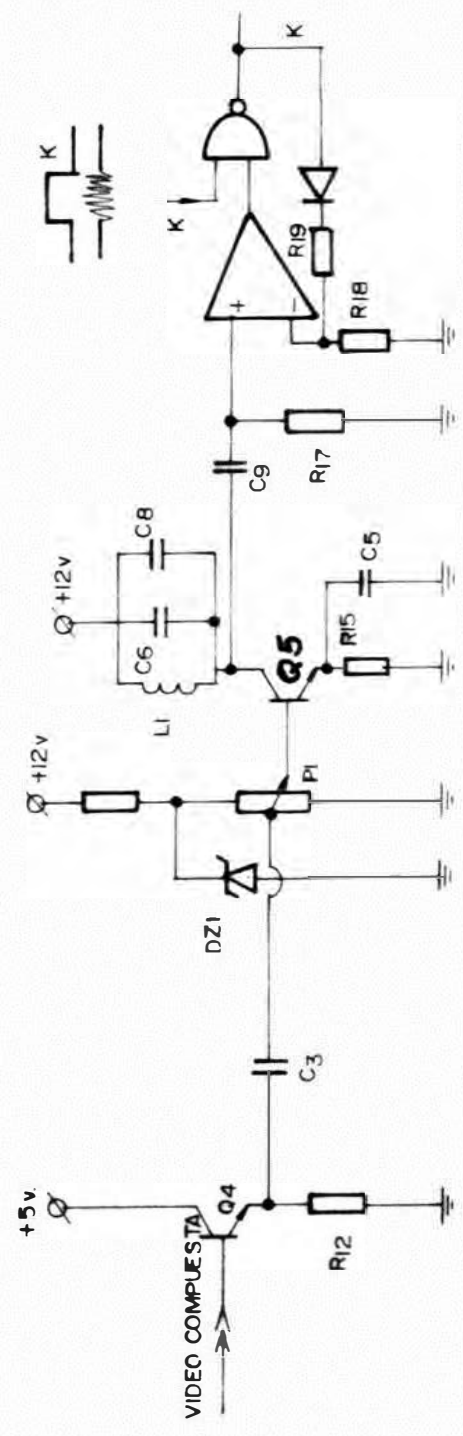 VIDEO COMPUESTA
+5v.
Q4
R12
C3
DZ1
+12v
P1
Q5
R15
C5
L1
C6
C8
+12v
C9
R17
+
-
R18
R19
K
K
K